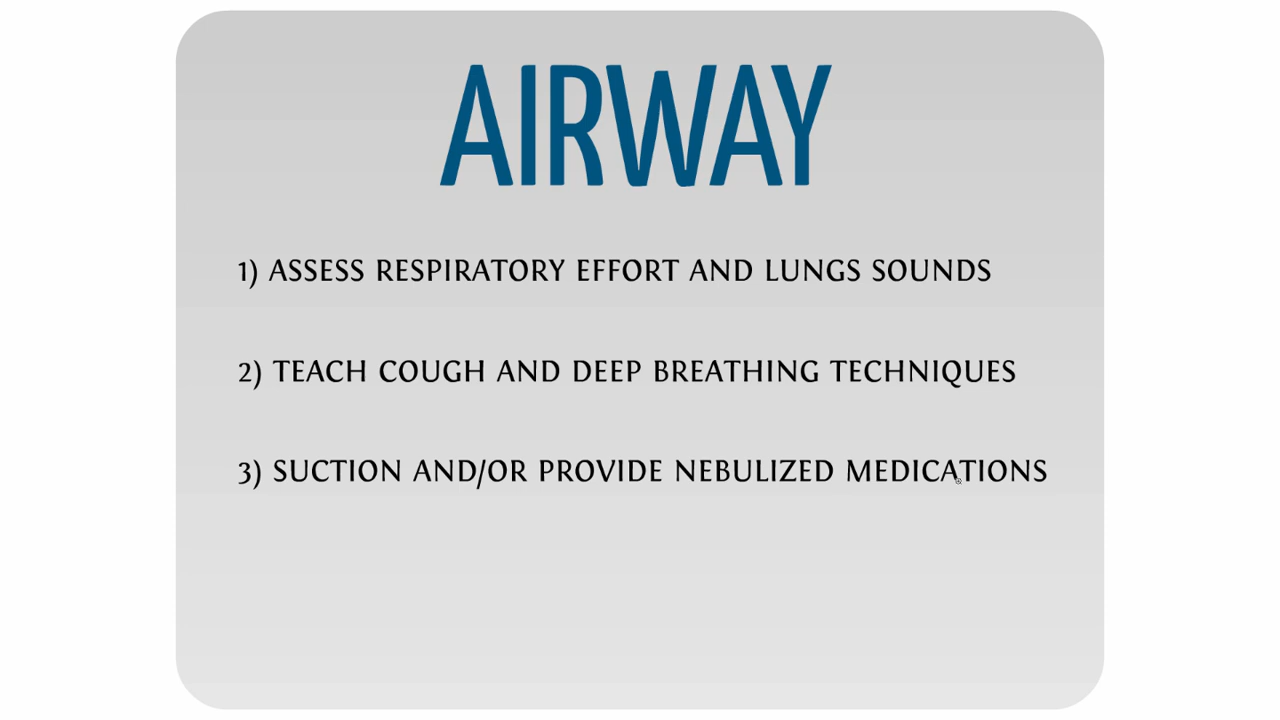 AIRWAY
1) ASSESS RESPIRATORY EFFORT AND LUNGS SOUNDS
2) TEACH COUGH AND DEEP BREATHING TECHNIQUES
3) SUCTION AND/OR PROVIDE NEBULIZED MEDICATIONS